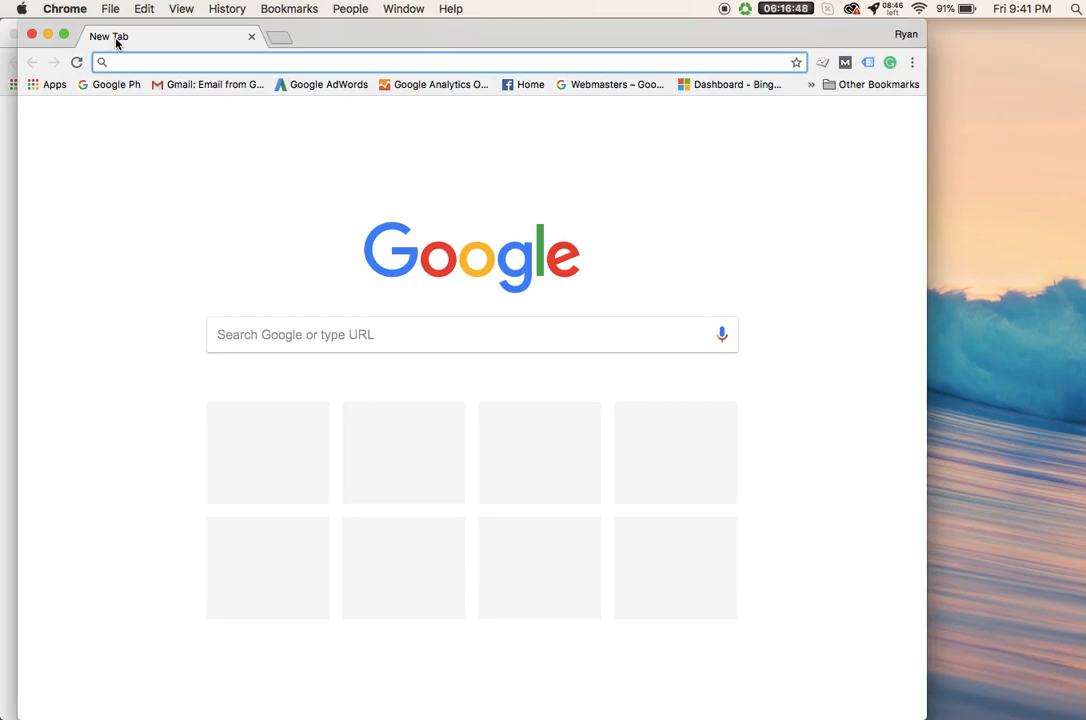 Chrome File Edit View History Bookmarks People Window Help 06:16:48 08:46 left 91% Fri 9:41 PM
New Tab Ryan
Apps Google Ph Gmail: Email from G... Google AdWords Google Analytics O... Home Webmasters – Goo... Dashboard - Bing... » Other Bookmarks
Google
Search Google or type URL